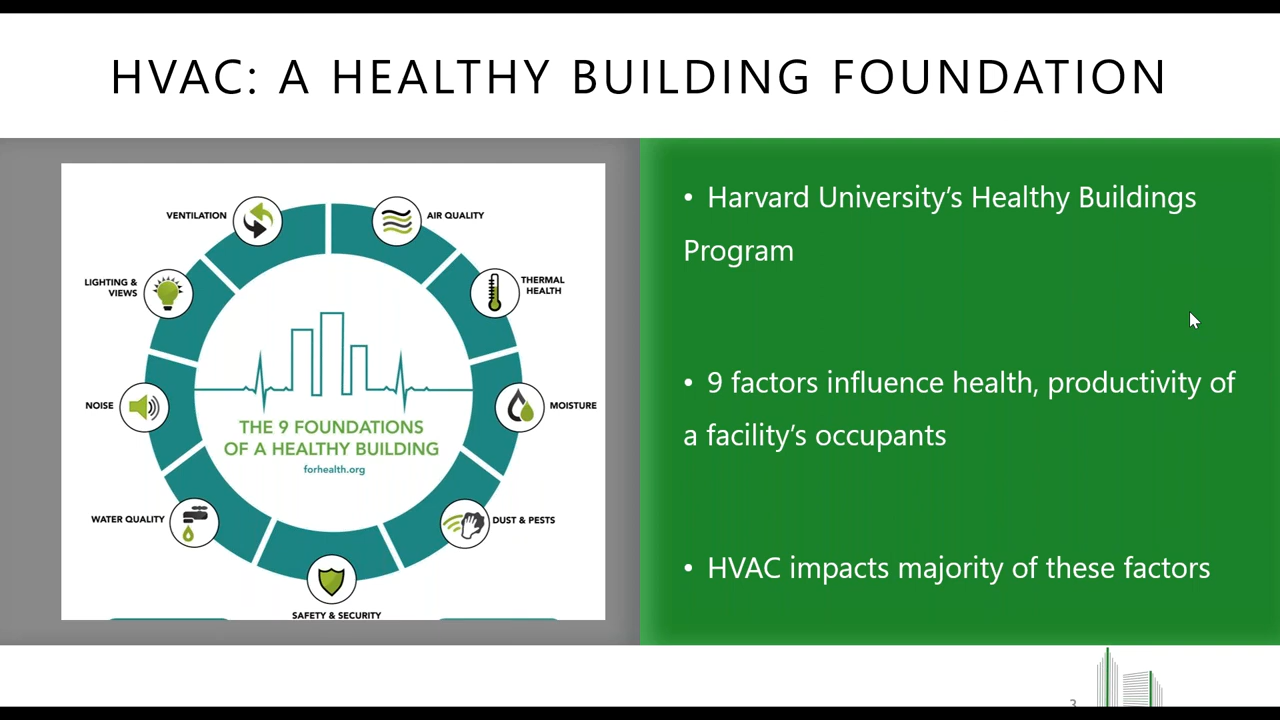 HVAC: A HEALTHY BUILDING FOUNDATION
VENTILATION
AIR QUALITY
LIGHTING &
VIEWS
THERMAL
HEALTH
NOISE
MOISTURE
THE 9 FOUNDATIONS
OF A HEALTHY BUILDING
forhealth.org
WATER QUALITY
DUST & PESTS
SAFETY & SECURITY
• Harvard University’s Healthy Buildings
Program
• 9 factors influence health, productivity of
a facility’s occupants
• HVAC impacts majority of these factors
3